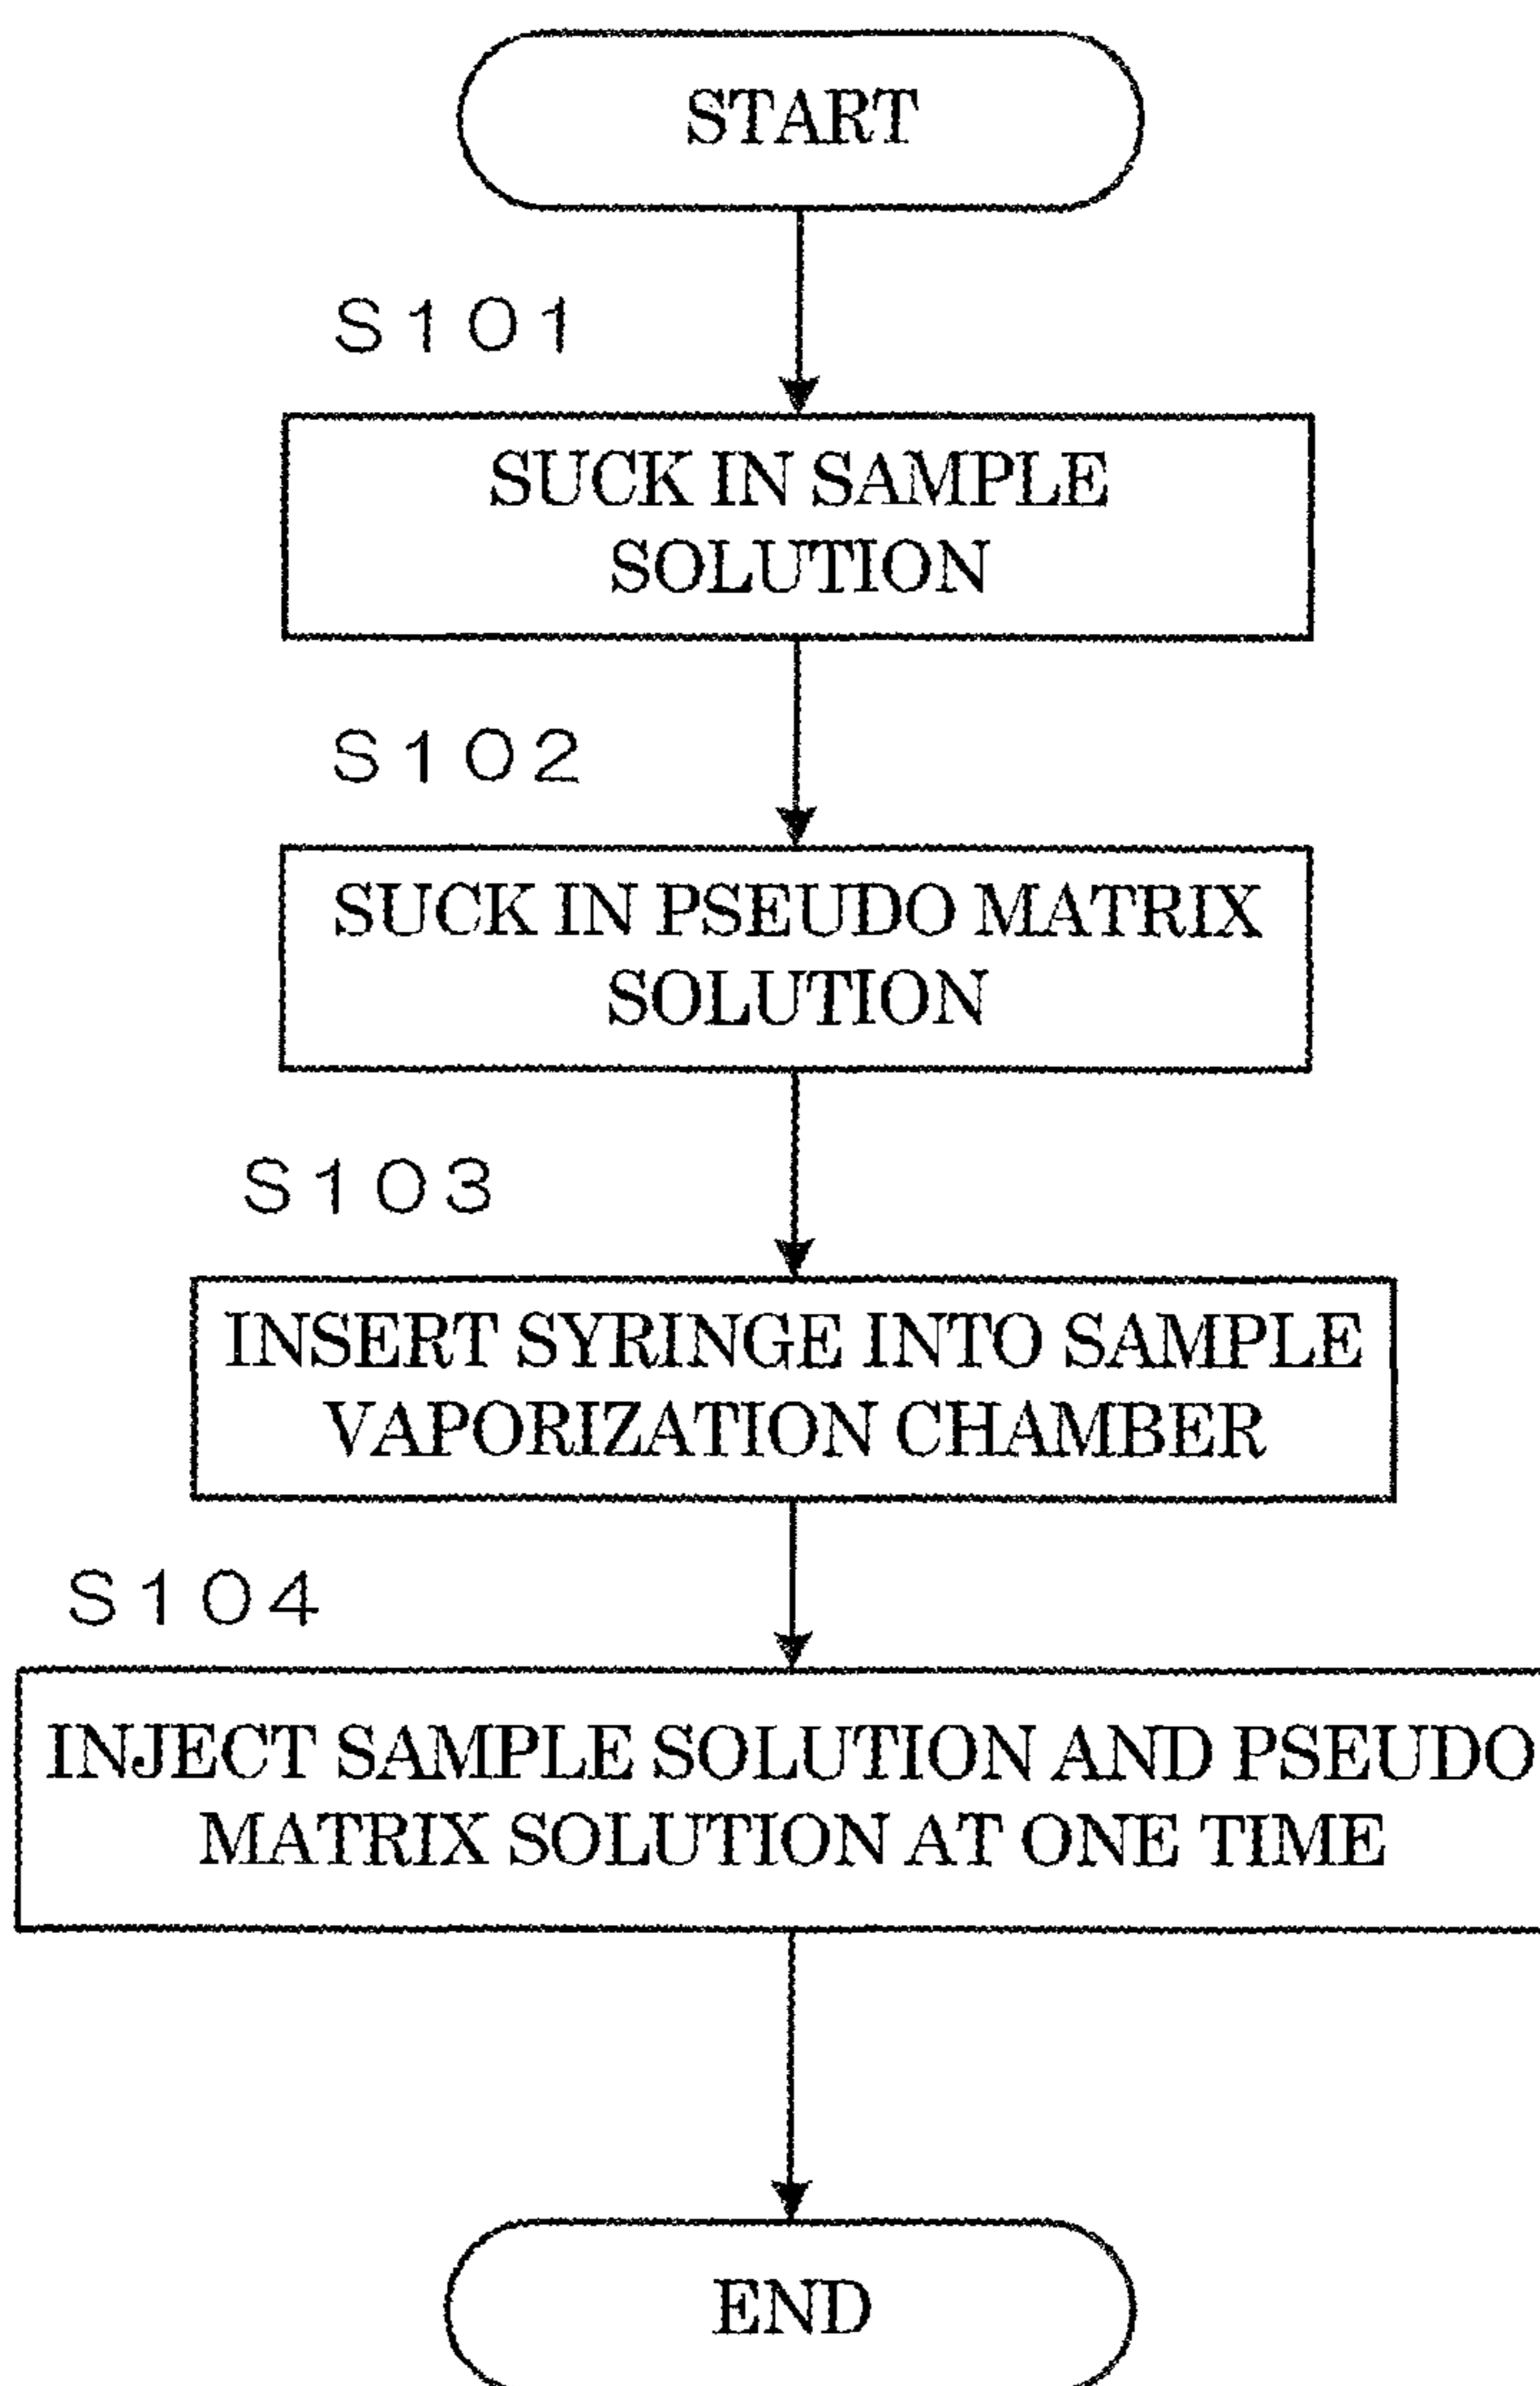 START
S101
SUCK IN SAMPLE
SOLUTION
S102
SUCK IN PSEUDO MATRIX
SOLUTION
S103
INSERT SYRINGE INTO SAMPLE
VAPORIZATION CHAMBER
S104
INJECT SAMPLE SOLUTION AND PSEUDO
MATRIX SOLUTION AT ONE TIME
END